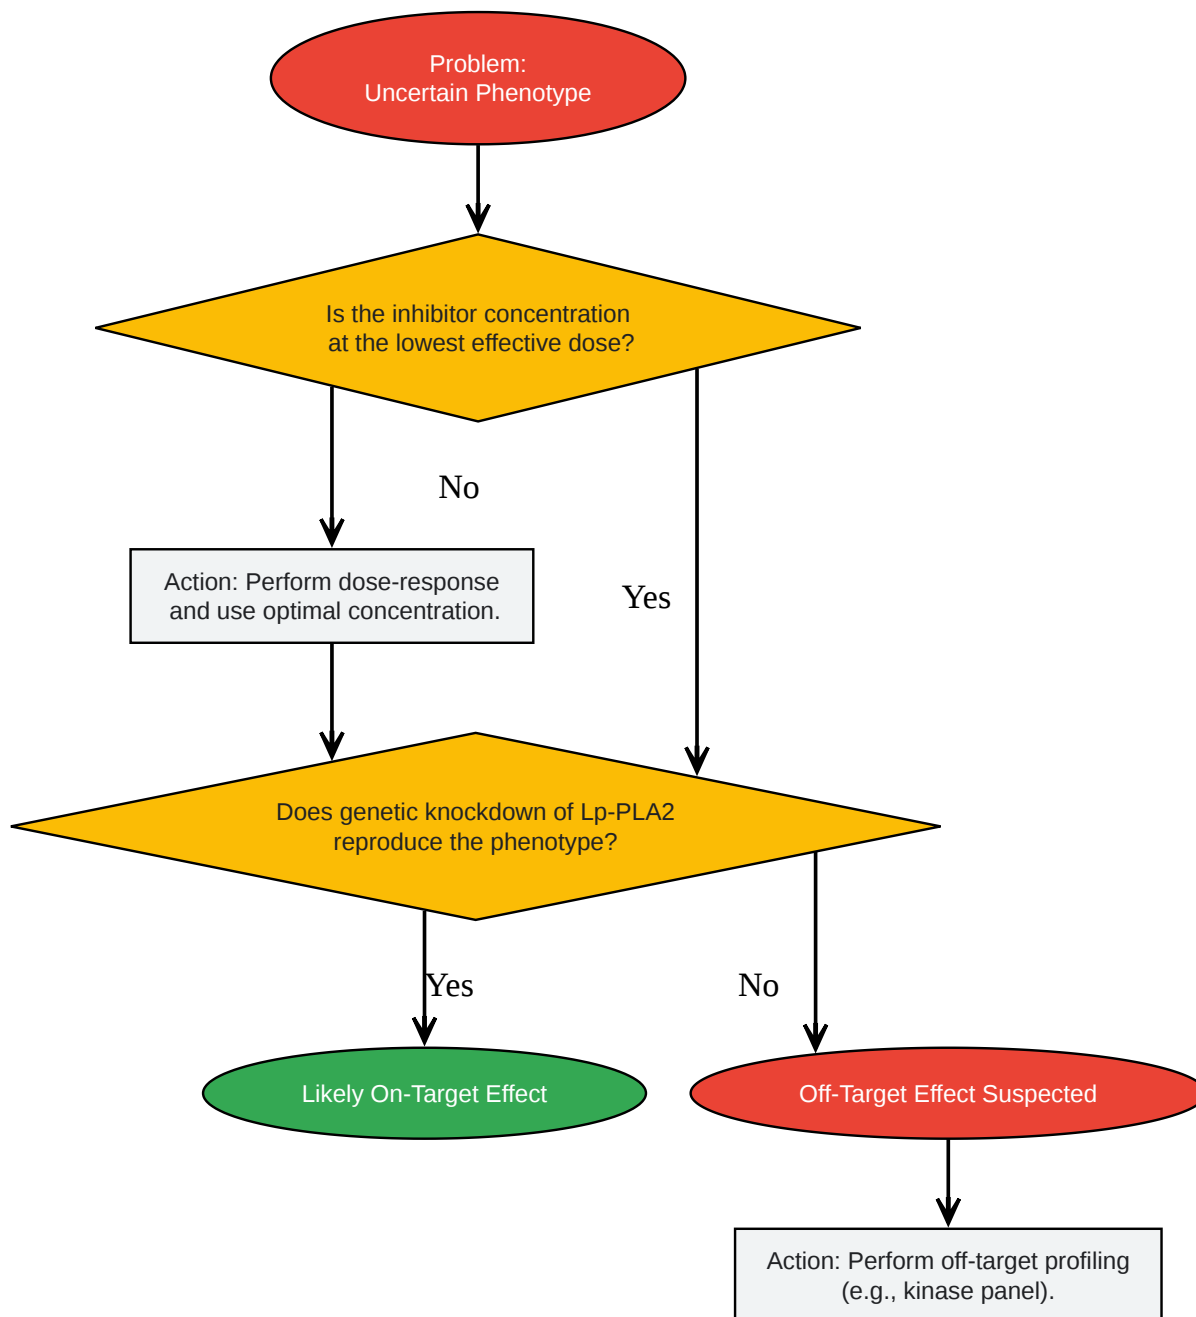 Problem:
Uncertain Phenotype
Is the inhibitor concentration
at the lowest effective dose?
No
Action: Perform dose-response
and use optimal concentration.
Yes
Does genetic knockdown of Lp-PLA2
reproduce the phenotype?
Yes
No
Likely On-Target Effect
Off-Target Effect Suspected
Action: Perform off-target profiling
(e.g., kinase panel).